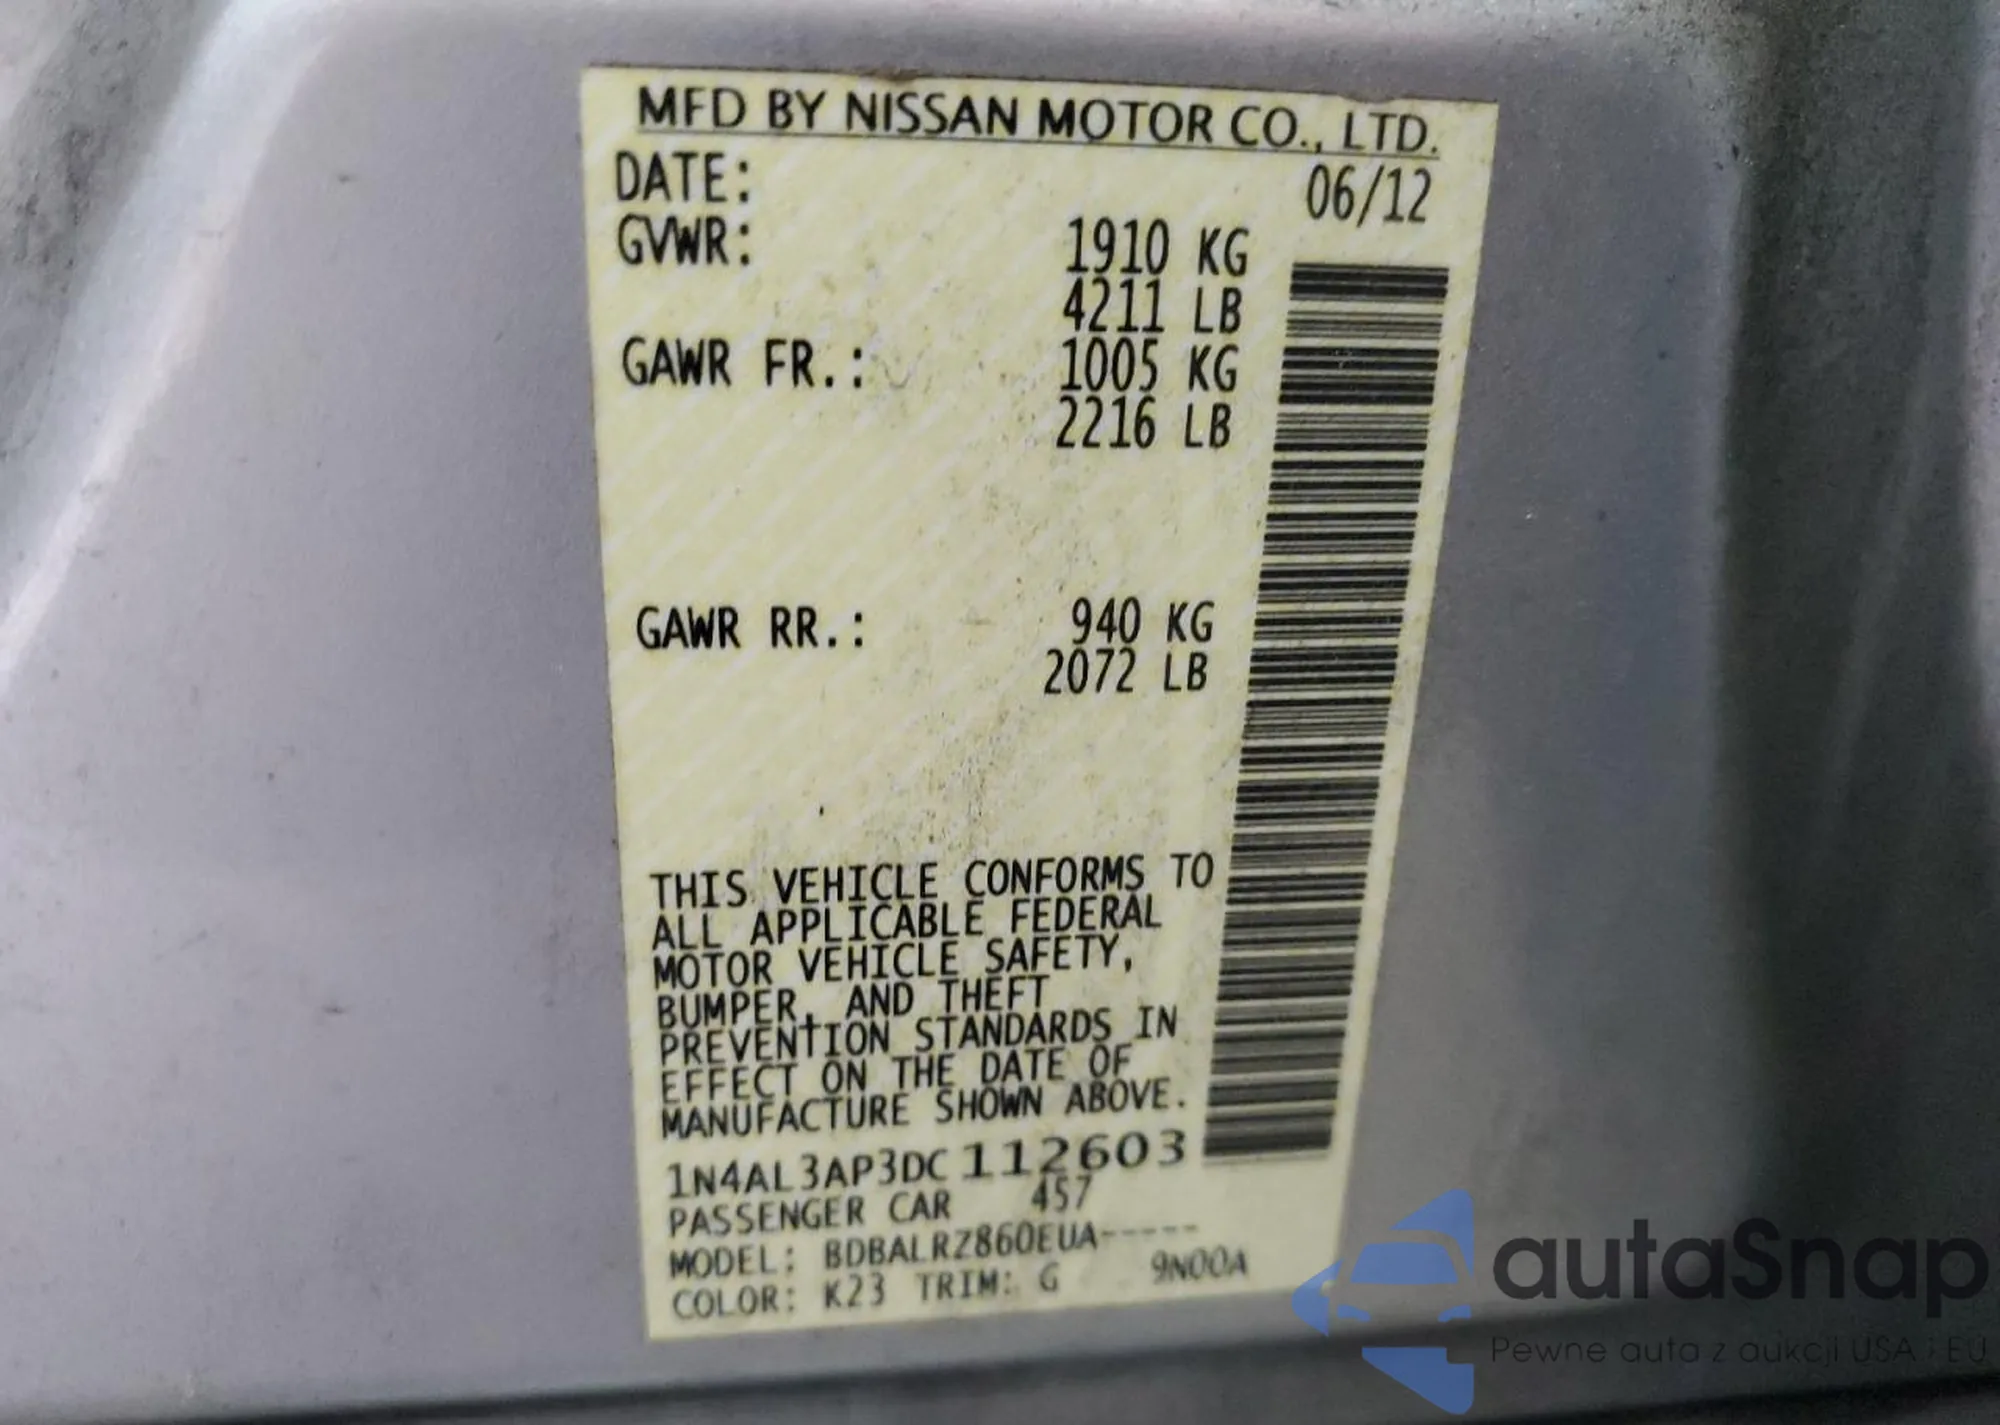 MFD BY NISSAN MOTOR CO., LTD.
DATE: 06/12
GVWR: 1910 KG
4211 LB
GAWR FR.: 1005 KG
2216 LB
GAWR RR.: 940 KG
2072 LB
THIS VEHICLE CONFORMS TO
ALL APPLICABLE FEDERAL
MOTOR VEHICLE SAFETY,
BUMPER, AND THEFT
PREVENTION STANDARDS IN
EFFECT ON THE DATE OF
MANUFACTURE SHOWN ABOVE.
1N4AL3AP3DC112603
PASSENGER CAR 457
MODEL: BDBALRZ860EUA-----
COLOR: K23 TRIM: G 9N00A
autaSnap
Pewne auta z aukcji USA i EU